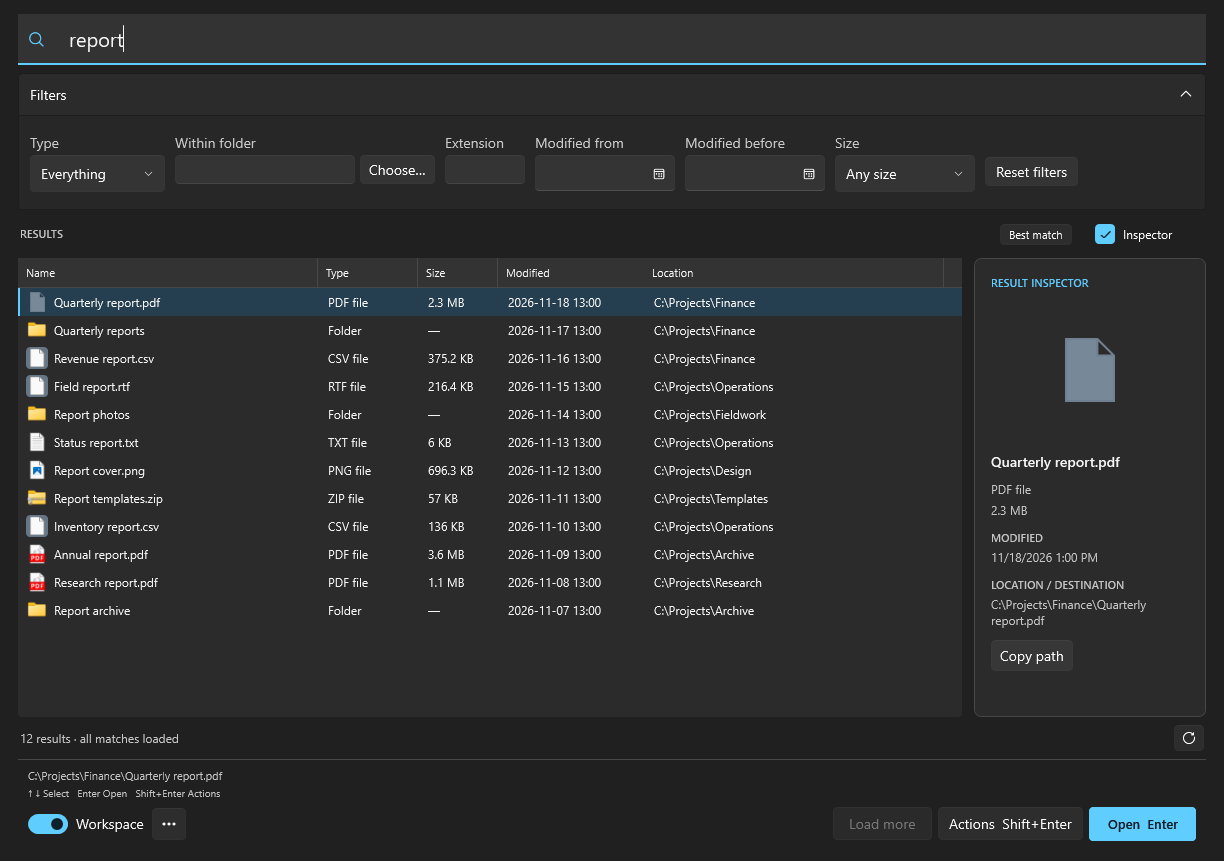 report
Filters
Type Within folder Extension Modified from Modified before Size
Everything Choose... Any size Reset filters
RESULTS Best match Inspector
Name Type Size Modified Location
Quarterly report.pdf PDF file 2.3 MB 2026-11-18 13:00 C:\Projects\Finance
Quarterly reports Folder — 2026-11-17 13:00 C:\Projects\Finance
Revenue report.csv CSV file 375.2 KB 2026-11-16 13:00 C:\Projects\Finance
Field report.rtf RTF file 216.4 KB 2026-11-15 13:00 C:\Projects\Operations
Report photos Folder — 2026-11-14 13:00 C:\Projects\Fieldwork
Status report.txt TXT file 6 KB 2026-11-13 13:00 C:\Projects\Operations
Report cover.png PNG file 696.3 KB 2026-11-12 13:00 C:\Projects\Design
Report templates.zip ZIP file 57 KB 2026-11-11 13:00 C:\Projects\Templates
Inventory report.csv CSV file 136 KB 2026-11-10 13:00 C:\Projects\Operations
Annual report.pdf PDF file 3.6 MB 2026-11-09 13:00 C:\Projects\Archive
Research report.pdf PDF file 1.1 MB 2026-11-08 13:00 C:\Projects\Research
Report archive Folder — 2026-11-07 13:00 C:\Projects\Archive
RESULT INSPECTOR
Quarterly report.pdf
PDF file
2.3 MB
MODIFIED
11/18/2026 1:00 PM
LOCATION / DESTINATION
C:\Projects\Finance\Quarterly
report.pdf
Copy path
12 results · all matches loaded
C:\Projects\Finance\Quarterly report.pdf
↑↓ Select Enter Open Shift+Enter Actions
Workspace ••• Load more Actions Shift+Enter Open Enter